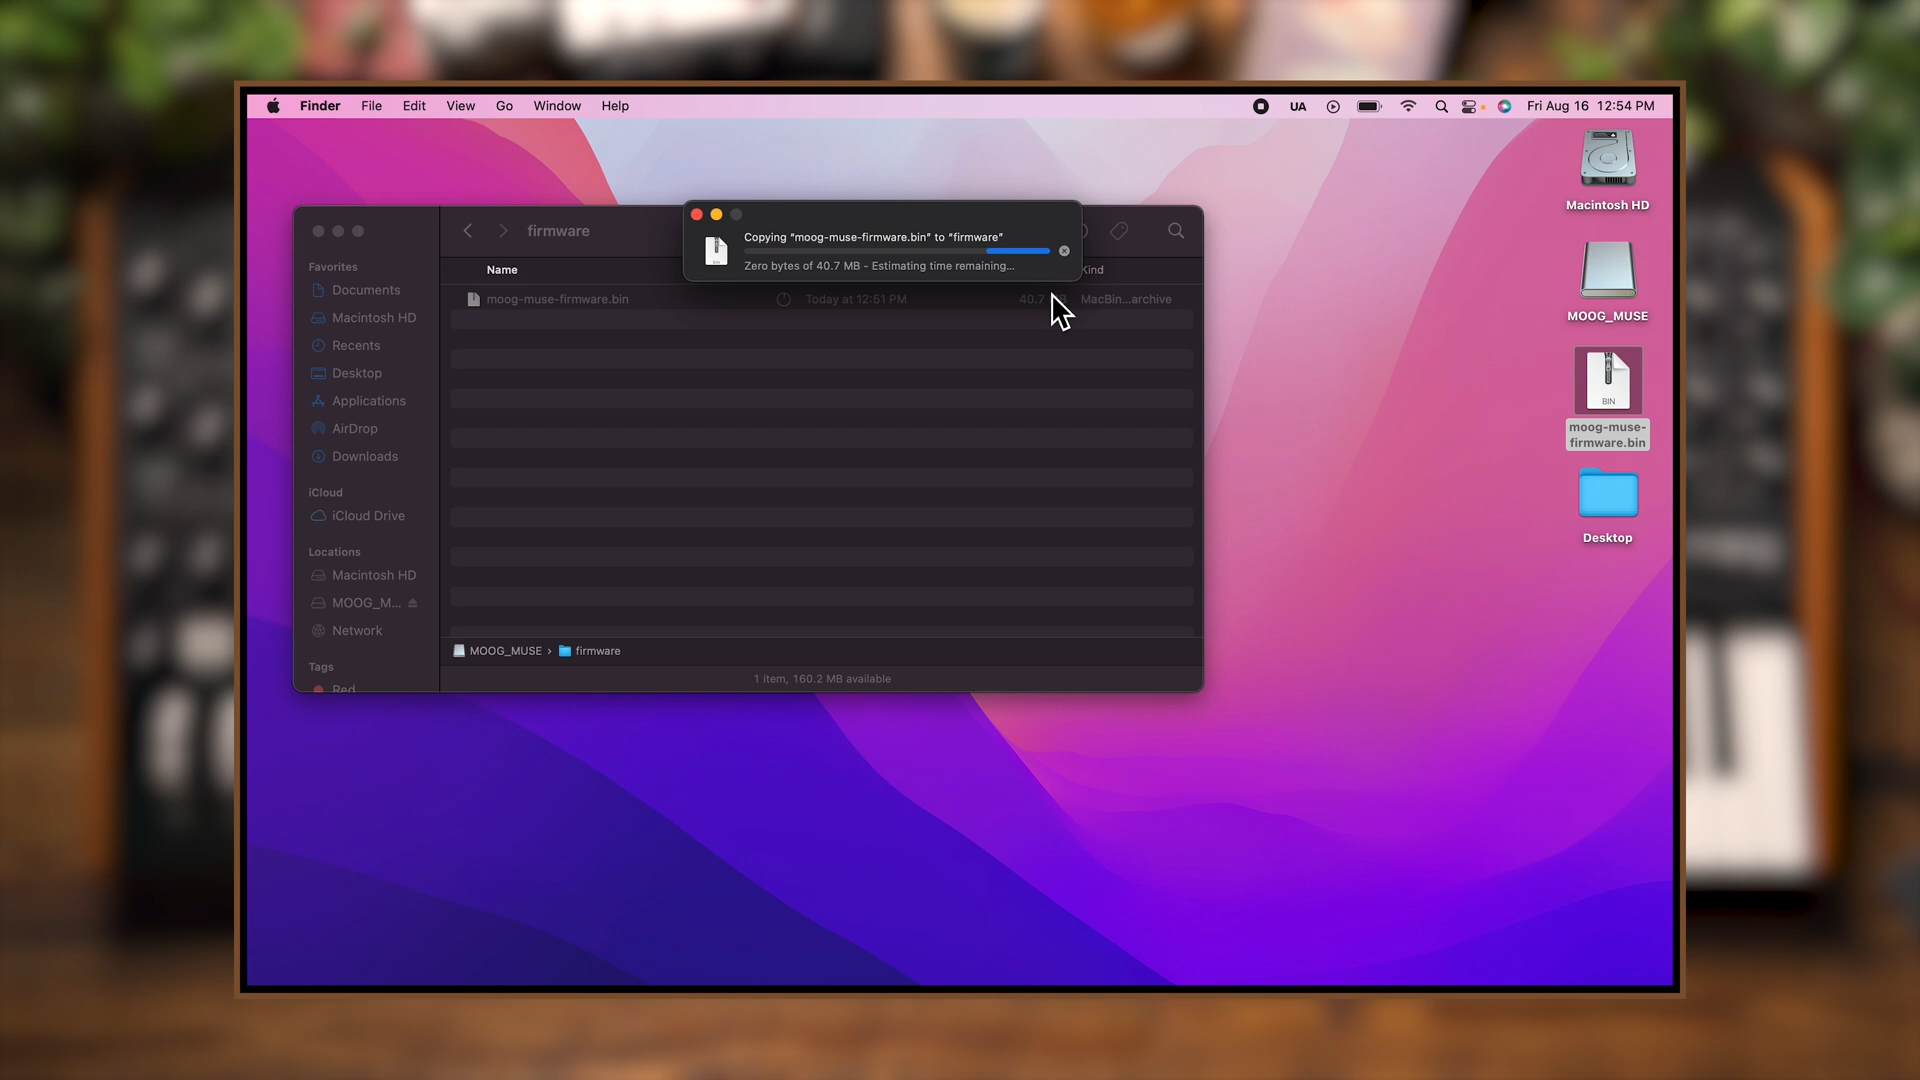 Finder File Edit View Go Window Help UA Fri Aug 16 12:54 PM
Macintosh HD
MOOG_MUSE
BIN
moog-muse-
firmware.bin
Desktop
firmware
Copying “moog-muse-firmware.bin” to “firmware”
Zero bytes of 40.7 MB - Estimating time remaining...
Name Kind
moog-muse-firmware.bin Today at 12:51 PM 40.7 MacBin...archive
Favorites
Documents
Macintosh HD
Recents
Desktop
Applications
AirDrop
Downloads
iCloud
iCloud Drive
Locations
Macintosh HD
MOOG_M...
Network
Tags
Red
MOOG_MUSE › firmware
1 item, 160.2 MB available